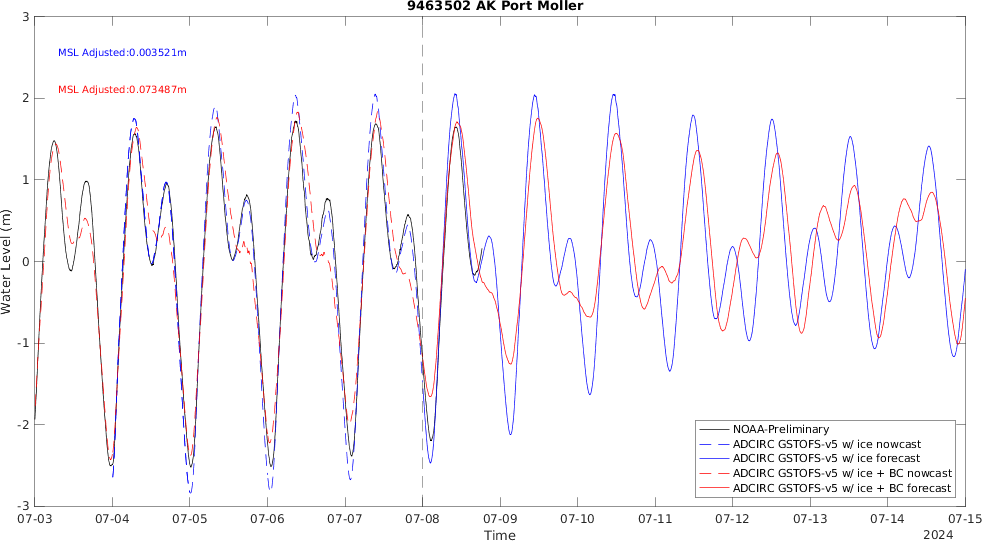 9463502 AK Port Moller
MSL Adjusted:0.003521m
MSL Adjusted:0.073487m
Water Level (m)
3
2
1
0
-1
-2
-3
NOAA-Preliminary
ADCIRC GSTOFS-v5 w/ ice nowcast
ADCIRC GSTOFS-v5 w/ ice forecast
ADCIRC GSTOFS-v5 w/ ice + BC nowcast
ADCIRC GSTOFS-v5 w/ ice + BC forecast
07-03 07-04 07-05 07-06 07-07 07-08 07-09 07-10 07-11 07-12 07-13 07-14 07-15
Time
2024